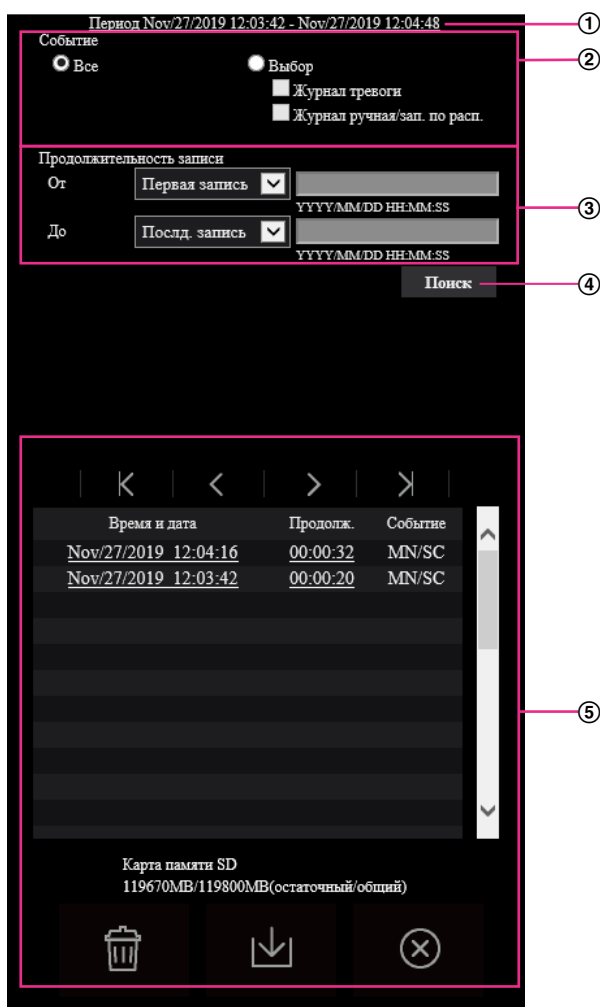 Период Nov/27/2019 12:03:42 - Nov/27/2019 12:04:48
①
Событие
②
Все
Выбор
Журнал тревоги
Журнал ручная/зап. по расп.
Продолжительность записи
От
Первая запись
YYYY/MM/DD HH:MM:SS
③
До
Послд. запись
YYYY/MM/DD HH:MM:SS
Поиск
④
Время и дата Продолж. Событие
Nov/27/2019 12:04:16 00:00:32 MN/SC
Nov/27/2019 12:03:42 00:00:20 MN/SC
⑤
Карта памяти SD
119670MB/119800MB(остаточный/общий)